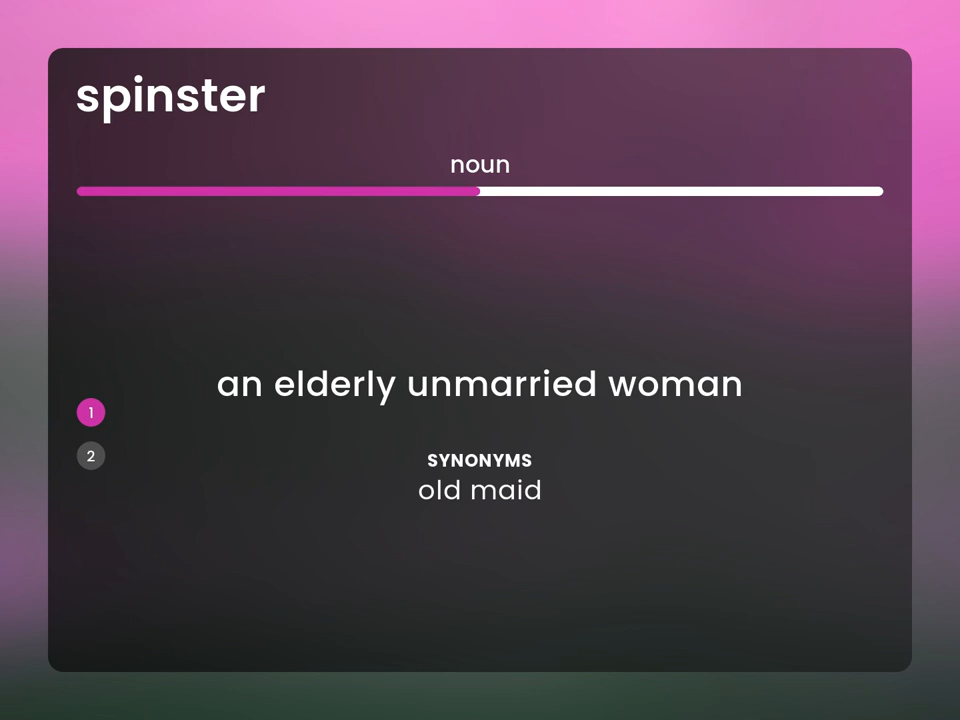 spinster
noun
an elderly unmarried woman
1
2
SYNONYMS
old maid